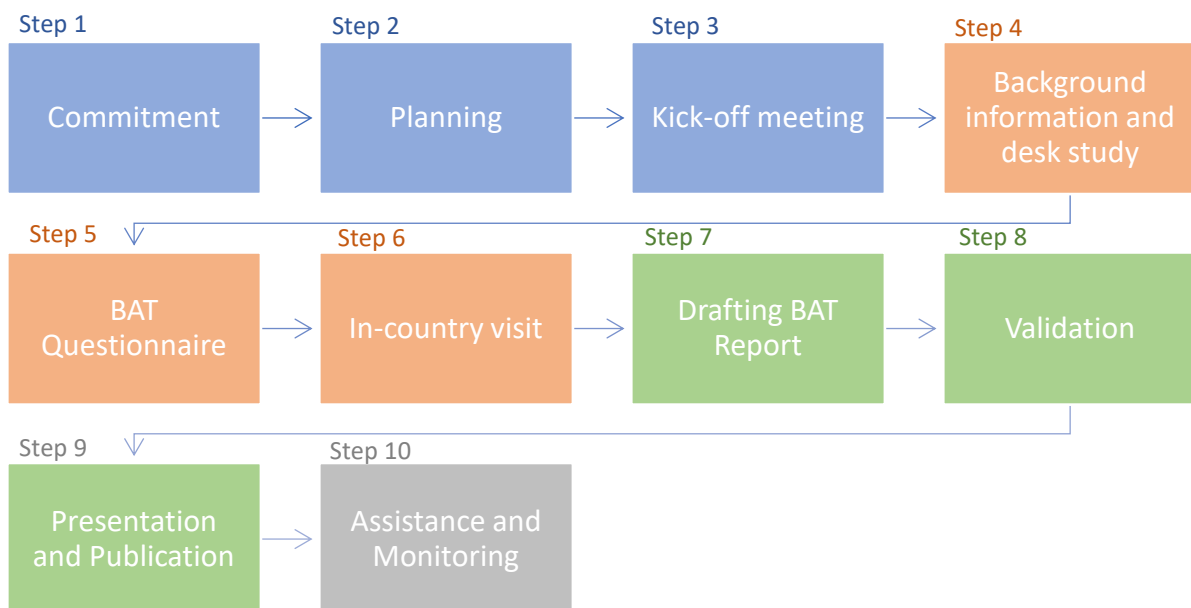 Step 1
Commitment
Step 2
Planning
Step 3
Kick-off meeting
Step 4
Background
information and
desk study
Step 5
BAT
Questionnaire
Step 6
In-country visit
Step 7
Drafting BAT
Report
Step 8
Validation
Step 9
Presentation
and Publication
Step 10
Assistance and
Monitoring